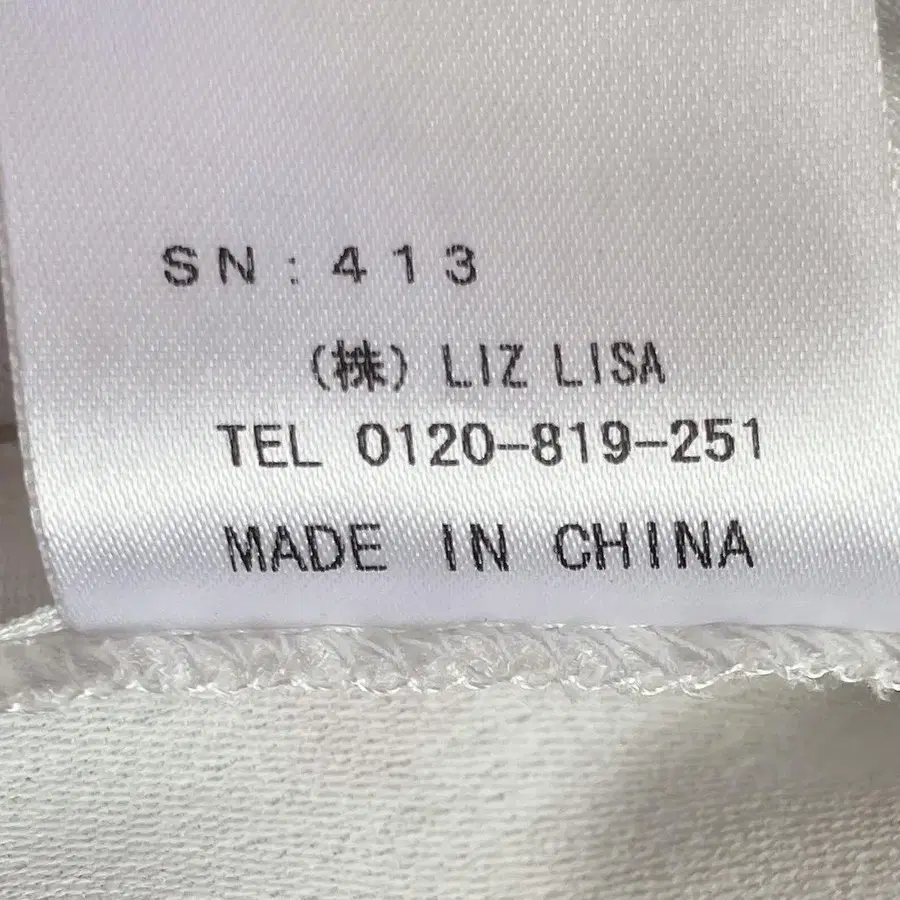 SN:413
(株) LIZ LISA
TEL 0120-819-251
MADE IN CHINA